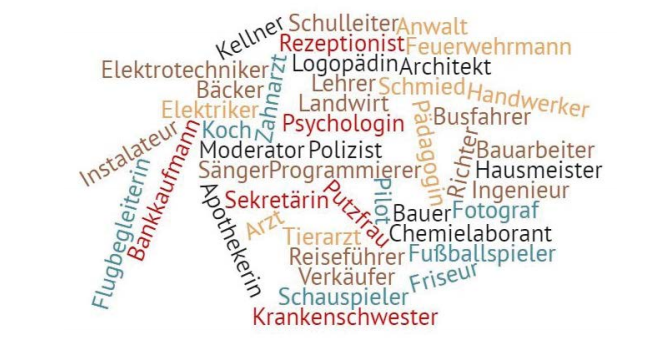 Kellner
Schulleiter
Anwalt
Rezeptionist
Feuerwehrmann
Elektrotechniker
Zahnarzt
Logopädin
Architekt
Bäcker
Lehrer
Schmied
Handwerker
Elektriker
Landwirt
Pädagogin
Busfahrer
Instalateur
Koch
Psychologin
Bankkaufmann
Moderator
Polizist
Richter
Bauarbeiter
Flugbegleiterin
Sänger
Programmierer
Hausmeister
Apothekerin
Sekretärin
Putzfrau
Pilot
Ingenieur
Bauer
Fotograf
Arzt
Tierarzt
Chemielaborant
Reiseführer
Fußballspieler
Verkäufer
Friseur
Schauspieler
Krankenschwester